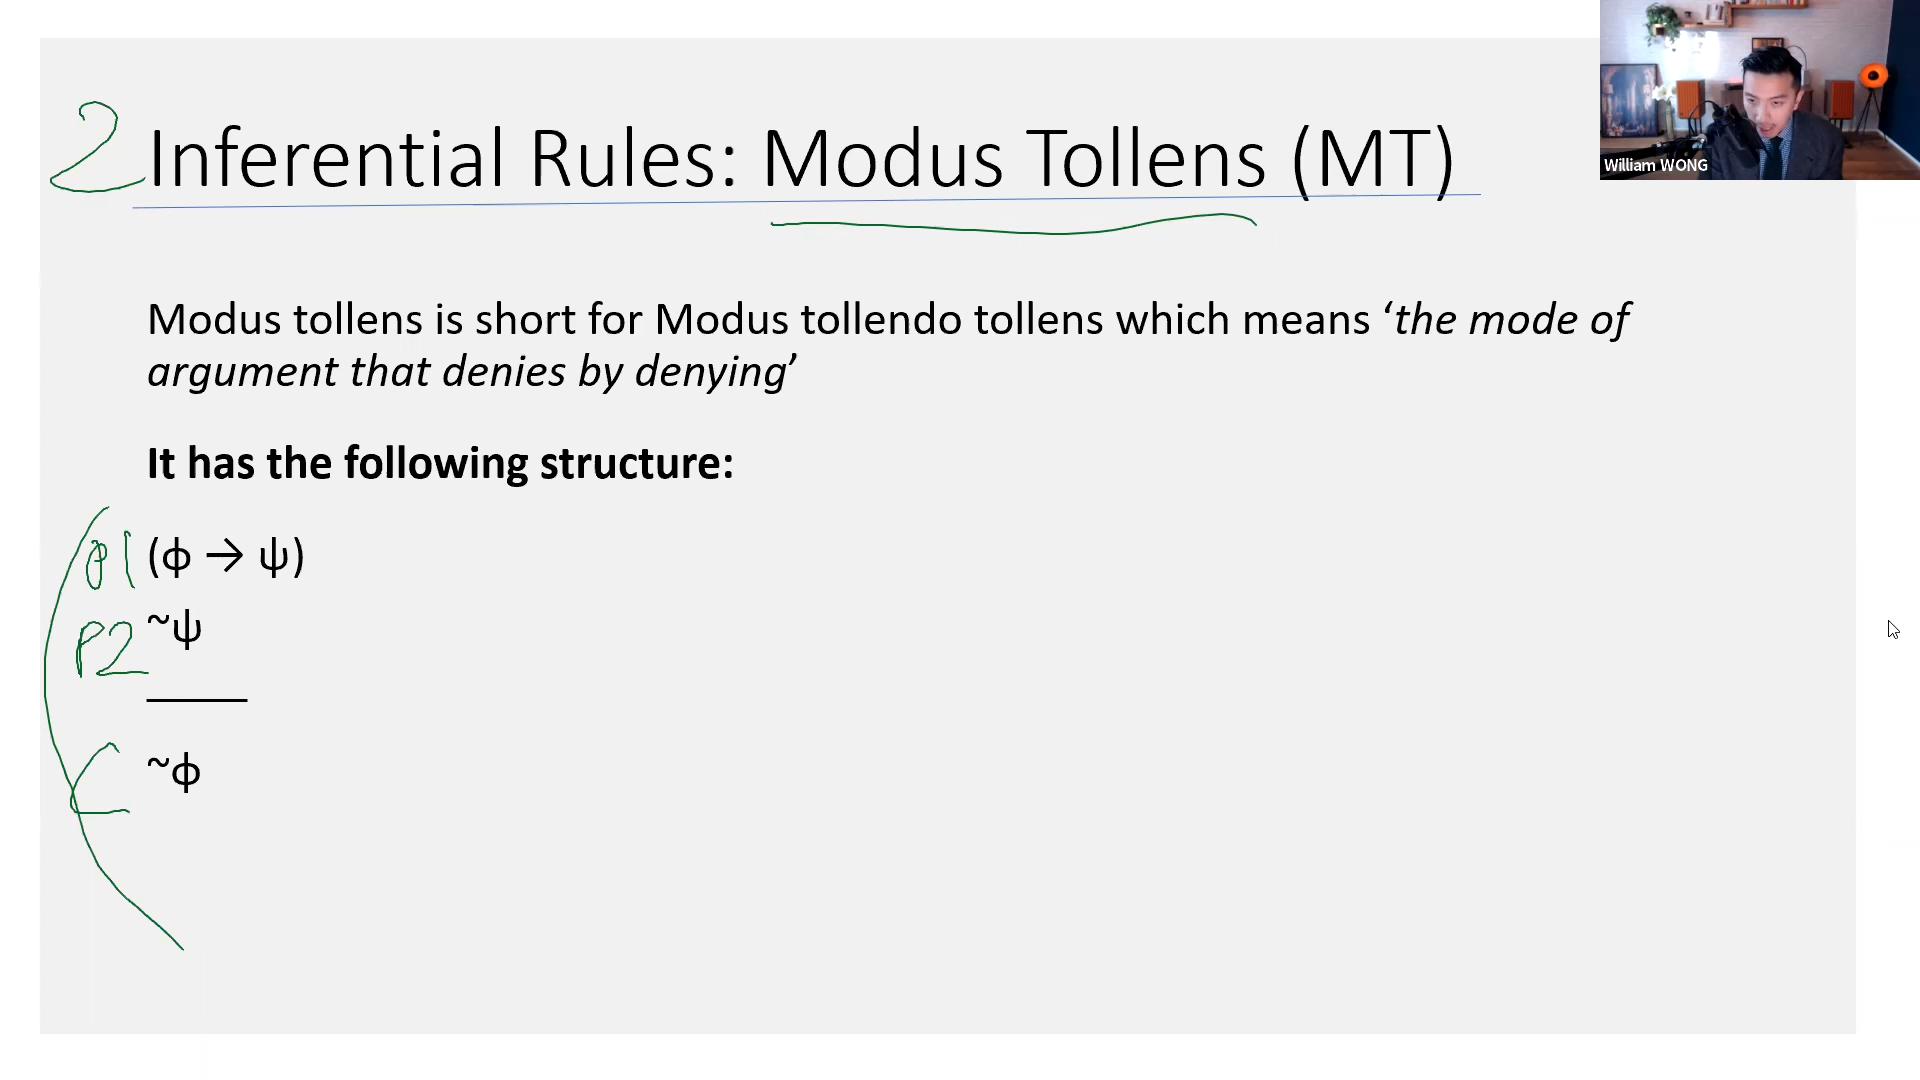 2 Inferential Rules: Modus Tollens (MT)
William WONG
Modus tollens is short for Modus tollendo tollens which means ‘the mode of
argument that denies by denying’
It has the following structure:
P1 (ϕ → ψ)
P2 ~ψ
C ~ϕ